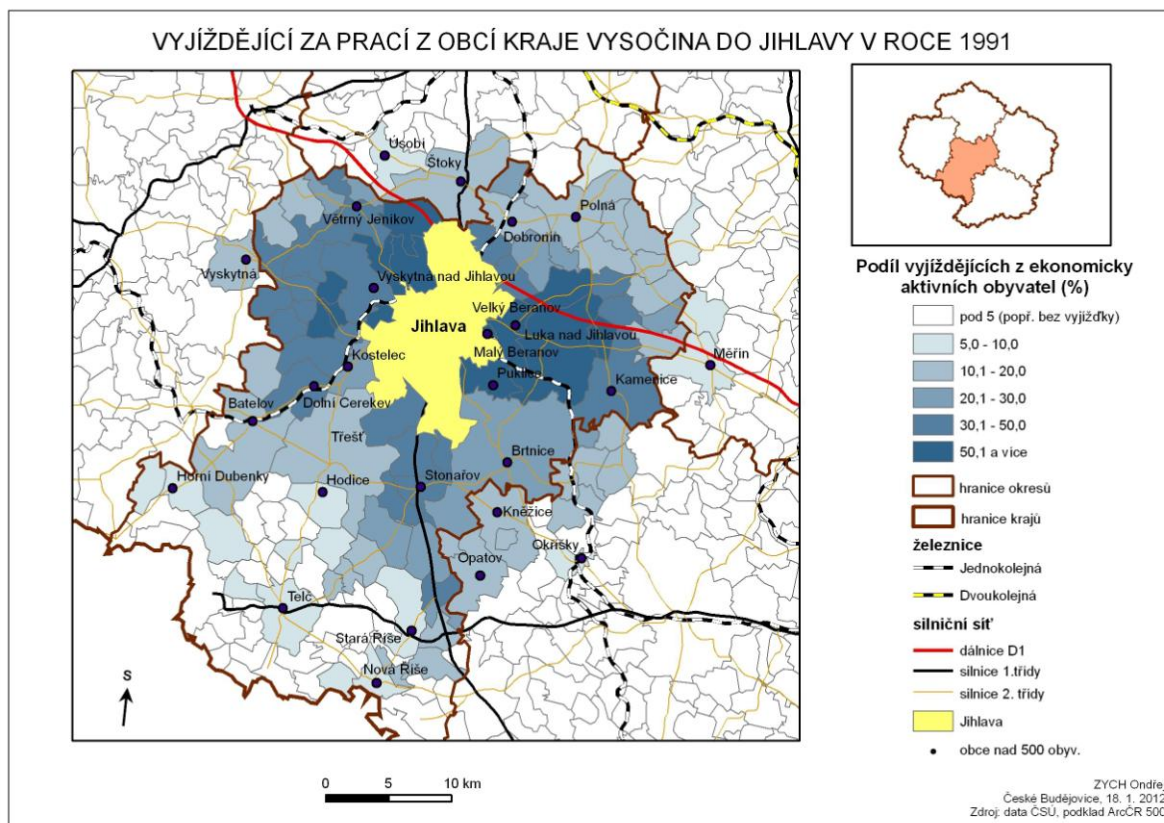 VYJÍŽDĚJÍCÍ ZA PRACÍ Z OBCÍ KRAJE VYSOČINA DO JIHLAVY V ROCE 1991
Úsobí
Štoky
Větrný Jeníkov
Polná
Dobronín
Vyskytná
Vyskytná nad Jihlavou
Velký Beranov
Jihlava
Luka nad Jihlavou
Malý Beranov
Měřín
Kostelec
Puklice
Kamenice
Dolní Cerekev
Batelov
Třešť
Brtnice
Horní Dubenky
Hodice
Stonařov
Kněžice
Okříšky
Opatov
Telč
Stará Říše
Nová Říše
S
0 5 10 km
Podíl vyjíždějících z ekonomicky
aktivních obyvatel (%)
pod 5 (popř. bez vyjižďky)
5,0 - 10,0
10,1 - 20,0
20,1 - 30,0
30,1 - 50,0
50,1 a více
hranice okresů
hranice krajů
železnice
Jednokolejná
Dvoukolejná
silniční síť
dálnice D1
silnice 1.třídy
silnice 2. třídy
Jihlava
obce nad 500 obyv.
ZYCH Ondřej
České Budějovice, 18. 1. 2012
Zdroj: data ČSÚ, podklad ArcČR 500